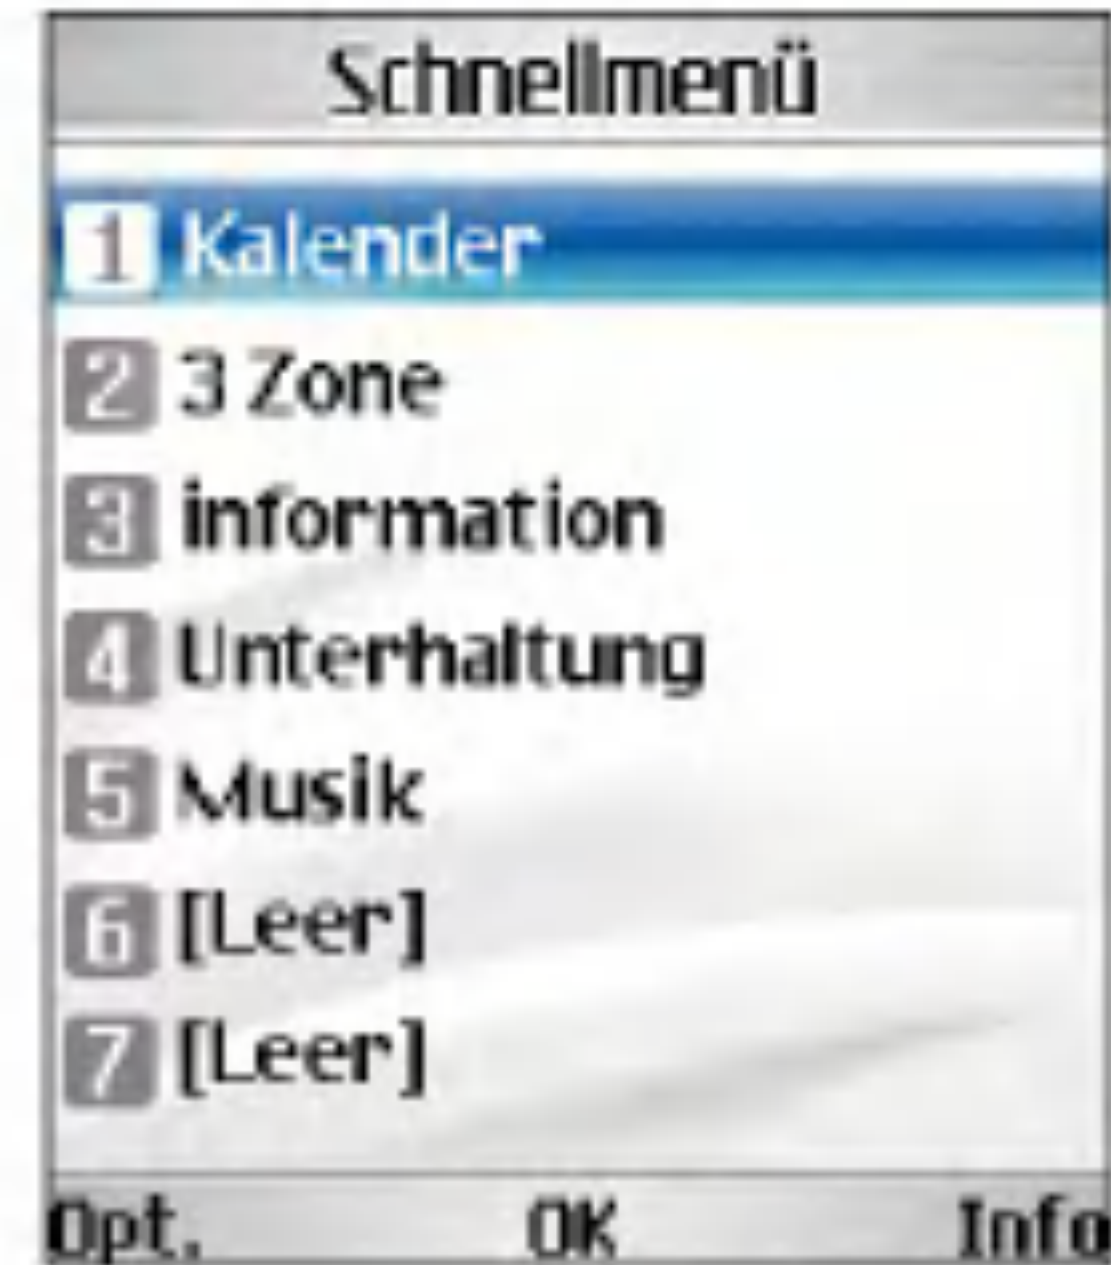 Schnellmenü
1 Kalender
2 3 Zone
3 information
4 Unterhaltung
5 Musik
6 [Leer]
7 [Leer]
Opt. OK Info